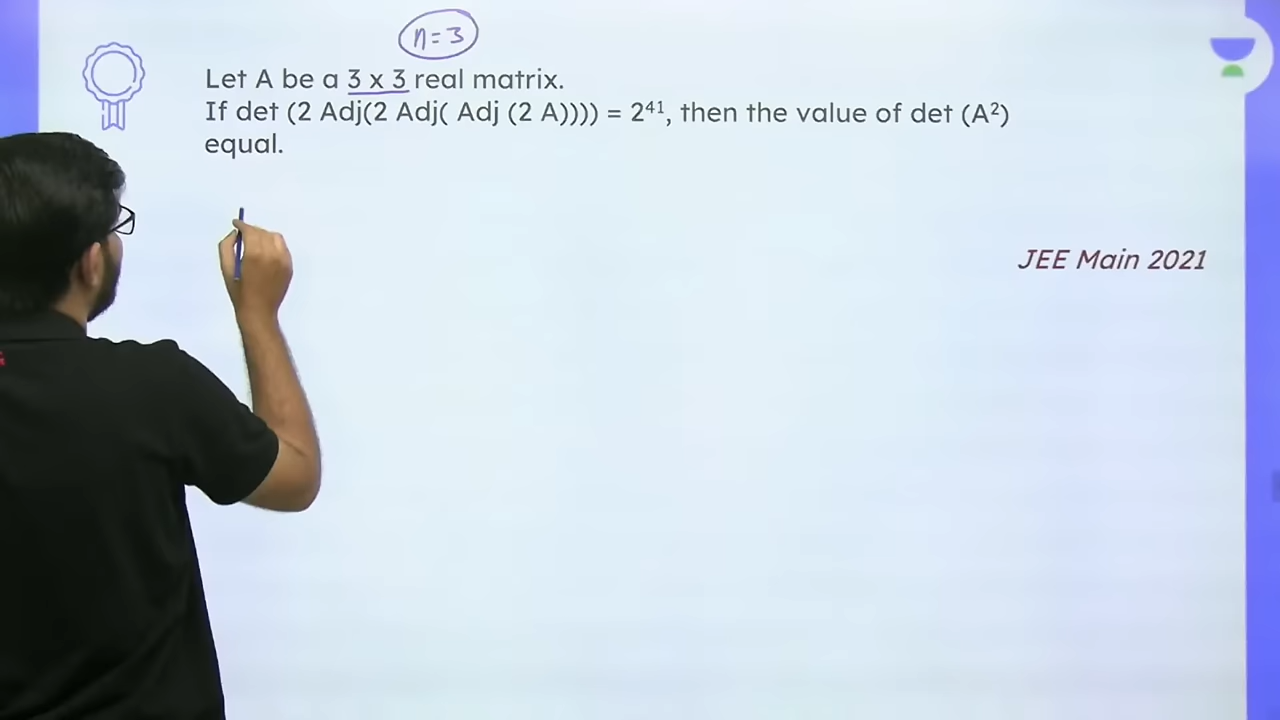 n=3
Let A be a 3 x 3 real matrix.
If det (2 Adj(2 Adj( Adj (2 A)))) = 2⁴¹, then the value of det (A²)
equal.
JEE Main 2021